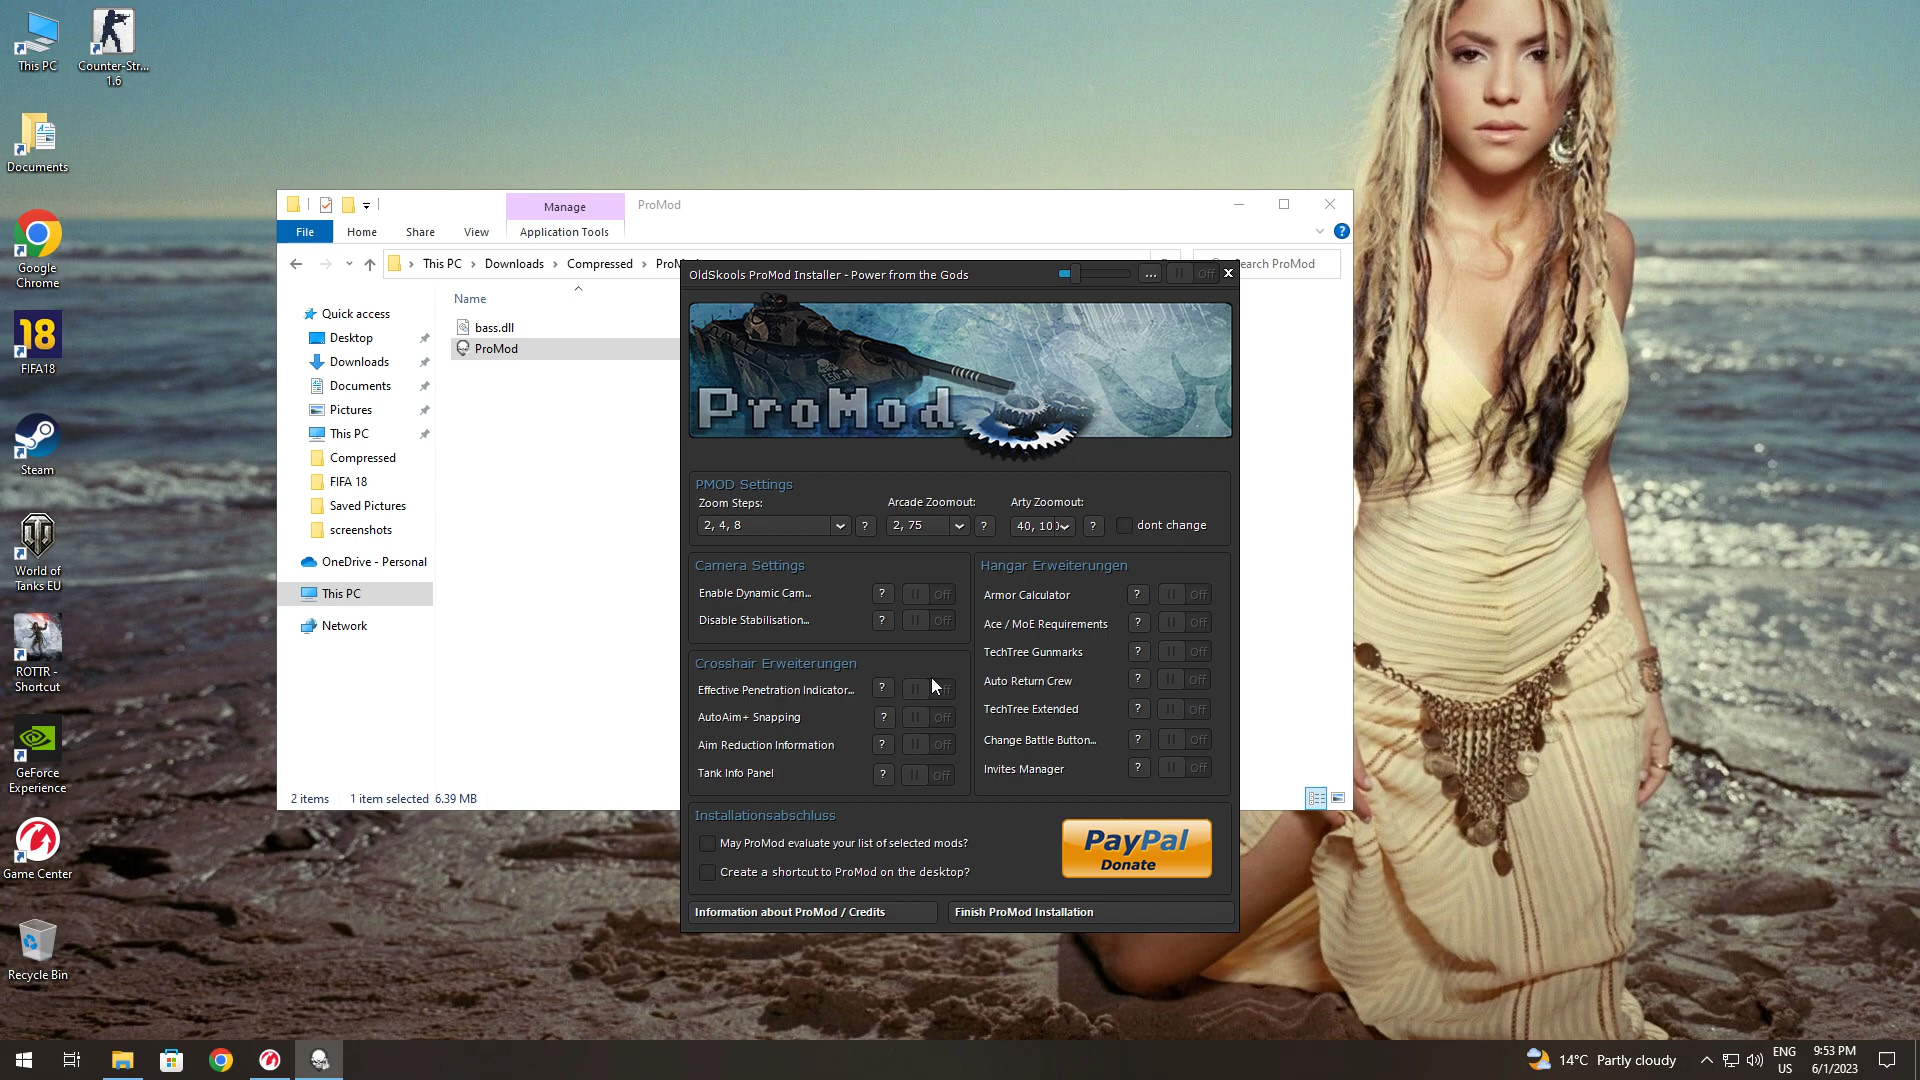 This PC
Counter-Str...
1.6
Documents
Google
Chrome
18
FIFA18
Steam
World of
Tanks EU
ROTTR -
Shortcut
GeForce
Experience
Game Center
Recycle Bin
Manage
ProMod
File
Home
Share
View
Application Tools
This PC
Downloads
Compressed
earch ProMod
Name
bass.dll
ProMod
Quick access
Desktop
Downloads
Documents
Pictures
This PC
Compressed
FIFA 18
Saved Pictures
screenshots
OneDrive - Personal
This PC
Network
2 items
1 item selected 6.39 MB
OldSkools ProMod Installer - Power from the Gods
...
Off
ProMod
PMOD Settings
Zoom Steps:
Arcade Zoomout:
Arty Zoomout:
2, 4, 8
?
2, 75
?
40, 10
?
dont change
Camera Settings
Enable Dynamic Cam...
?
Off
Disable Stabilisation...
?
Off
Crosshair Erweiterungen
Effective Penetration Indicator...
?
AutoAim+ Snapping
?
Off
Aim Reduction Information
?
Off
Tank Info Panel
?
Off
Hangar Erweiterungen
Armor Calculator
?
Off
Ace / MoE Requirements
?
Off
TechTree Gunmarks
?
Off
Auto Return Crew
?
Off
TechTree Extended
?
Off
Change Battle Button...
?
Off
Invites Manager
?
Off
Installationsabschluss
May ProMod evaluate your list of selected mods?
Create a shortcut to ProMod on the desktop?
PayPal
Donate
Information about ProMod / Credits
Finish ProMod Installation
14°C Partly cloudy
ENG
US
9:53 PM
6/1/2023